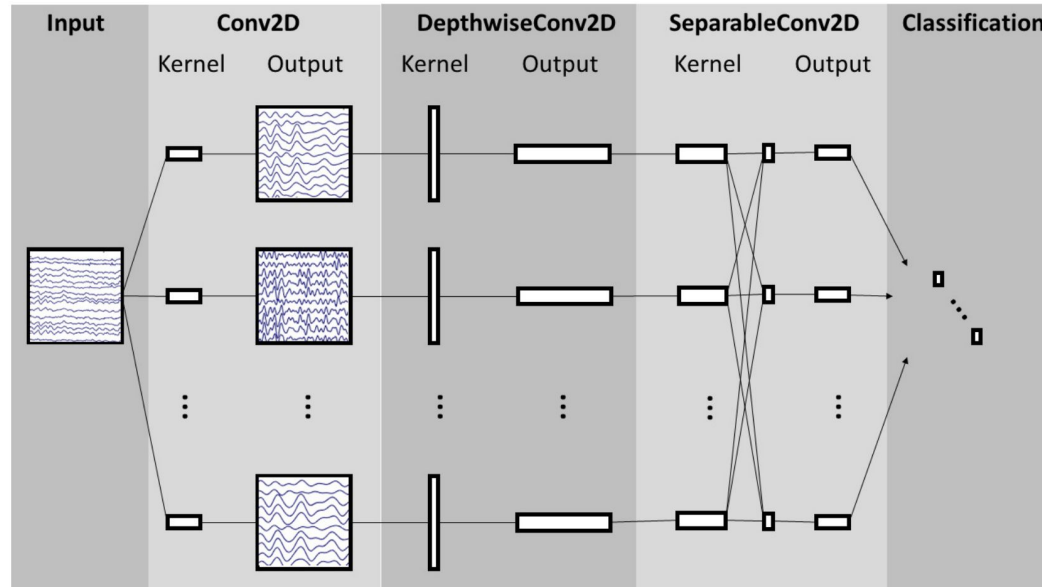 Input Conv2D DepthwiseConv2D SeparableConv2D Classification
Kernel Output Kernel Output Kernel Output